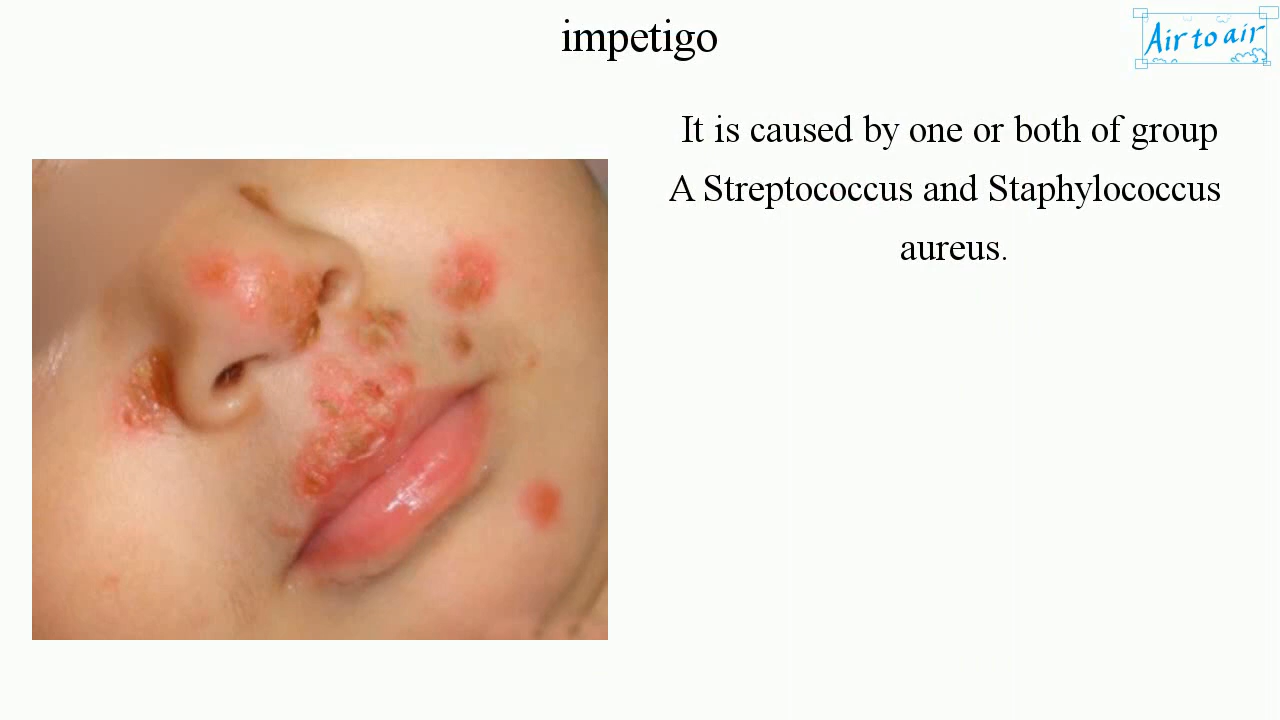 impetigo
Air to air
It is caused by one or both of group
A Streptococcus and Staphylococcus
aureus.